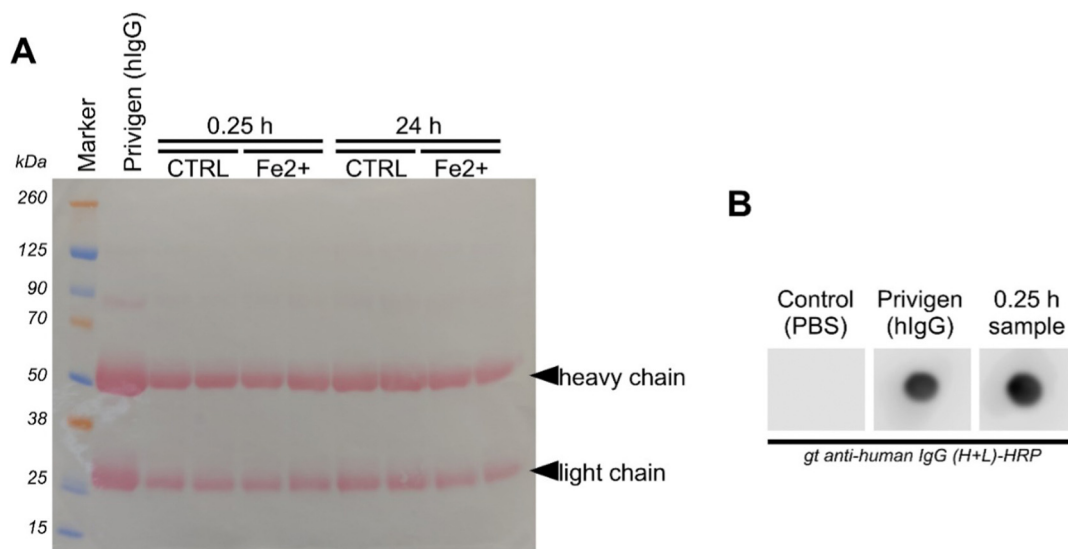 A
Marker
Privigen (hIgG)
0.25 h
24 h
kDa
CTRL
Fe2+
CTRL
Fe2+
260
125
90
70
50
38
25
15
heavy chain
light chain
B
Control
(PBS)
Privigen
(hIgG)
0.25 h
sample
gt anti-human IgG (H+L)-HRP